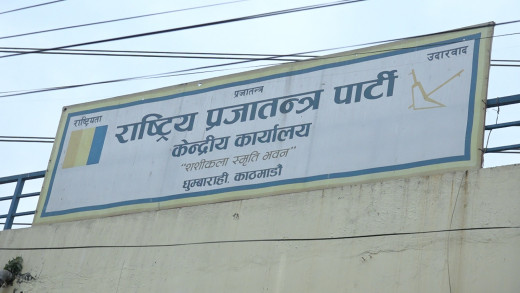 राष्ट्रियता प्रजातन्त्र उदारवाद
राष्ट्रिय प्रजातन्त्र पार्टी
केन्द्रीय कार्यालय
"शशीकला स्मृति भवन"
धुम्बाराही, काठमाडौं